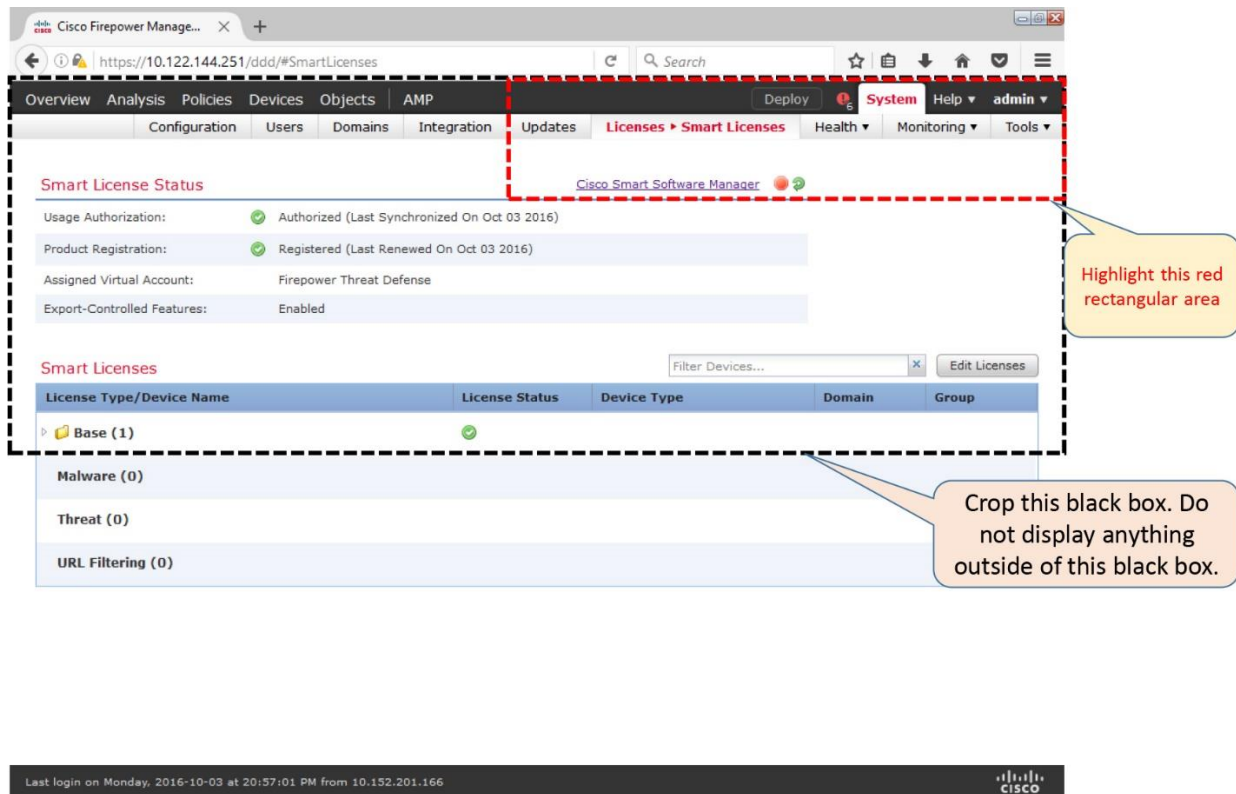 Cisco Firepower Manage...
https://10.122.144.251/ddd/#SmartLicenses
Search
Overview Analysis Policies Devices Objects AMP Deploy 6 System Help admin
Configuration Users Domains Integration Updates Licenses ▸ Smart Licenses Health Monitoring Tools
Smart License Status Cisco Smart Software Manager
Usage Authorization: Authorized (Last Synchronized On Oct 03 2016)
Product Registration: Registered (Last Renewed On Oct 03 2016)
Assigned Virtual Account: Firepower Threat Defense
Export-Controlled Features: Enabled
Highlight this red
rectangular area
Smart Licenses Filter Devices... Edit Licenses
License Type/Device Name License Status Device Type Domain Group
Base (1)
Malware (0)
Threat (0)
URL Filtering (0)
Crop this black box. Do
not display anything
outside of this black box.
Last login on Monday, 2016-10-03 at 20:57:01 PM from 10.152.201.166
CISCO